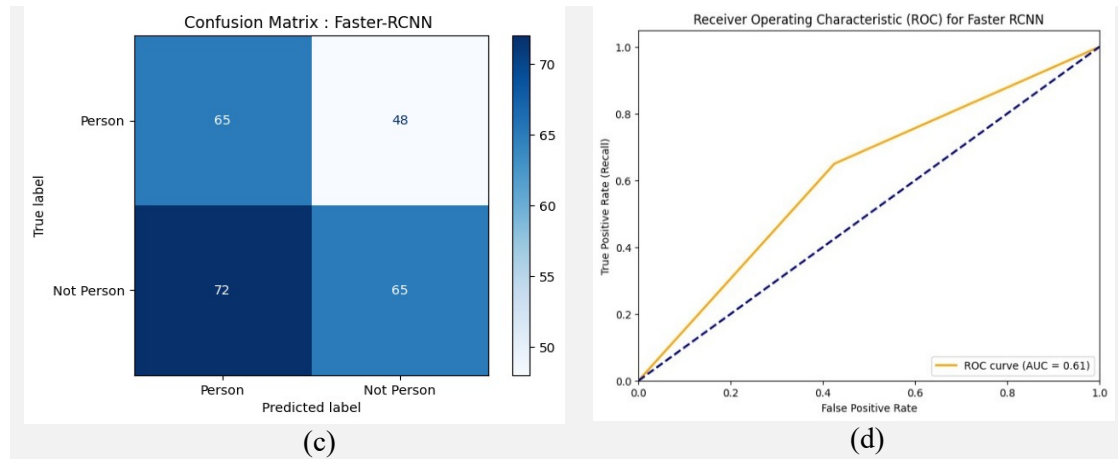 Confusion Matrix : Faster-RCNN
Person
Not Person
True label
65
48
72
65
Person
Not Person
Predicted label
70
65
60
55
50
(c)
Receiver Operating Characteristic (ROC) for Faster RCNN
1.0
0.8
0.6
0.4
0.2
0.0
True Positive Rate (Recall)
0.0
0.2
0.4
0.6
0.8
1.0
False Positive Rate
ROC curve (AUC = 0.61)
(d)